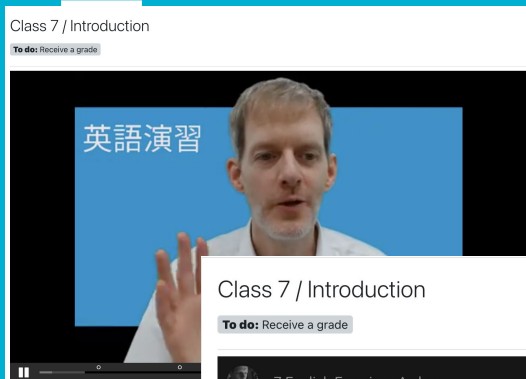 Class 7 / Introduction
To do: Receive a grade
英語演習
Class 7 / Introduction
To do: Receive a grade